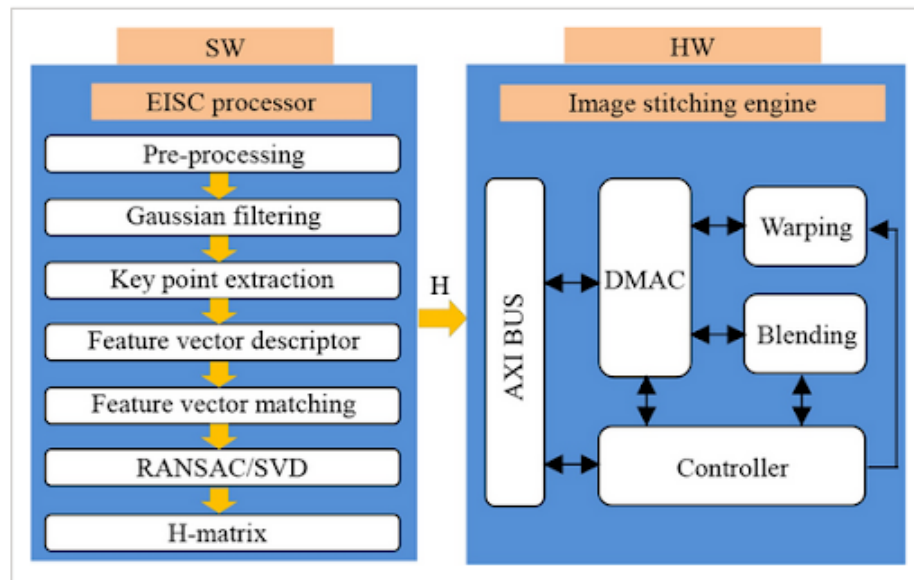 SW
EISC processor
Pre-processing
Gaussian filtering
Key point extraction
Feature vector descriptor
Feature vector matching
RANSAC/SVD
H-matrix
H
HW
Image stitching engine
AXI BUS
DMAC
Warping
Blending
Controller